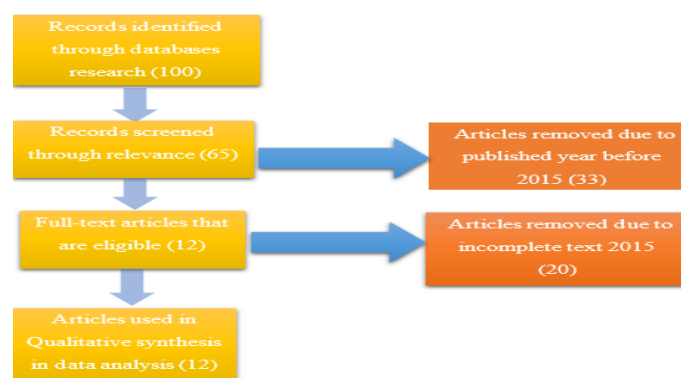 Records identified
through databases
research (100)
Records screened
through relevance (65)
Articles removed due to
published year before
2015 (33)
Full-text articles that
are eligible (12)
Articles removed due to
incomplete text 2015
(20)
Articles used in
Qualitative synthesis
in data analysis (12)